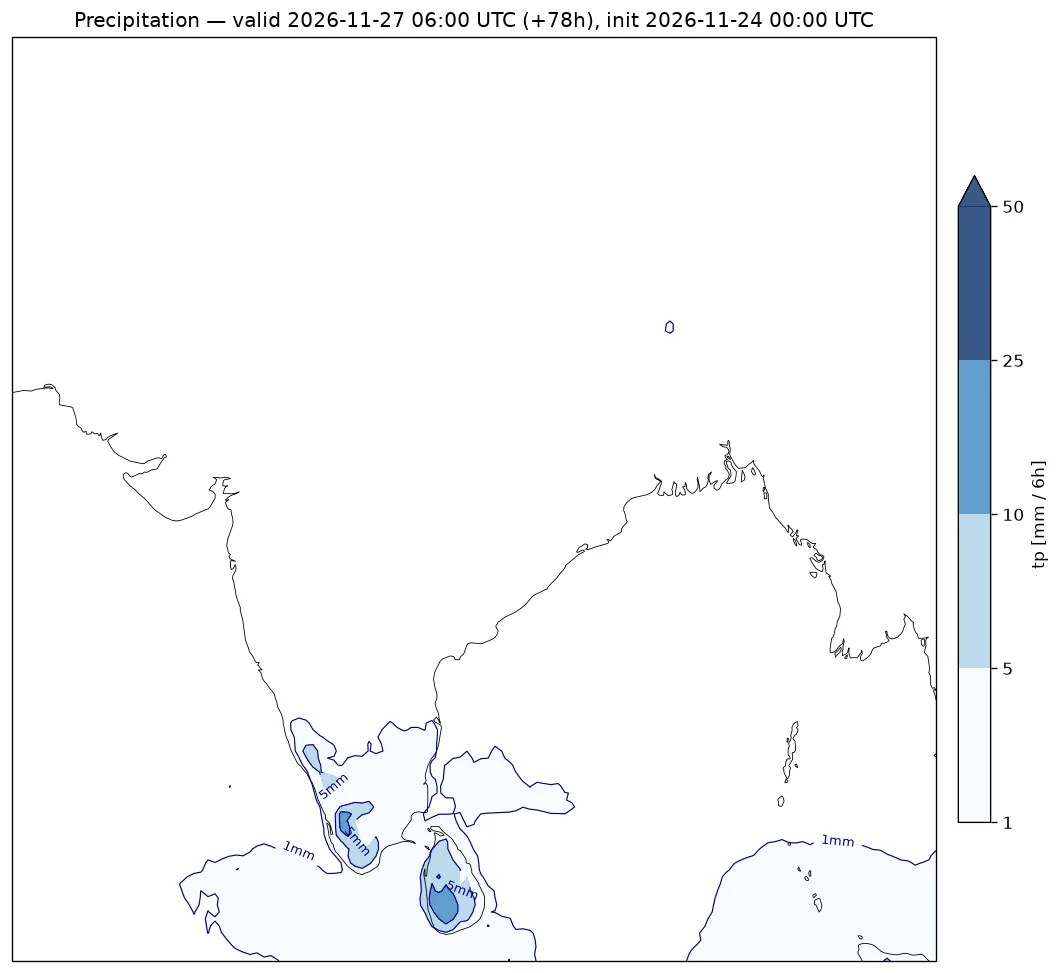 Precipitation — valid 2026-11-27 06:00 UTC (+78h), init 2026-11-24 00:00 UTC
50
25
10
5
1
tp [mm / 6h]
5mm
5mm
1mm
1mm
5mm